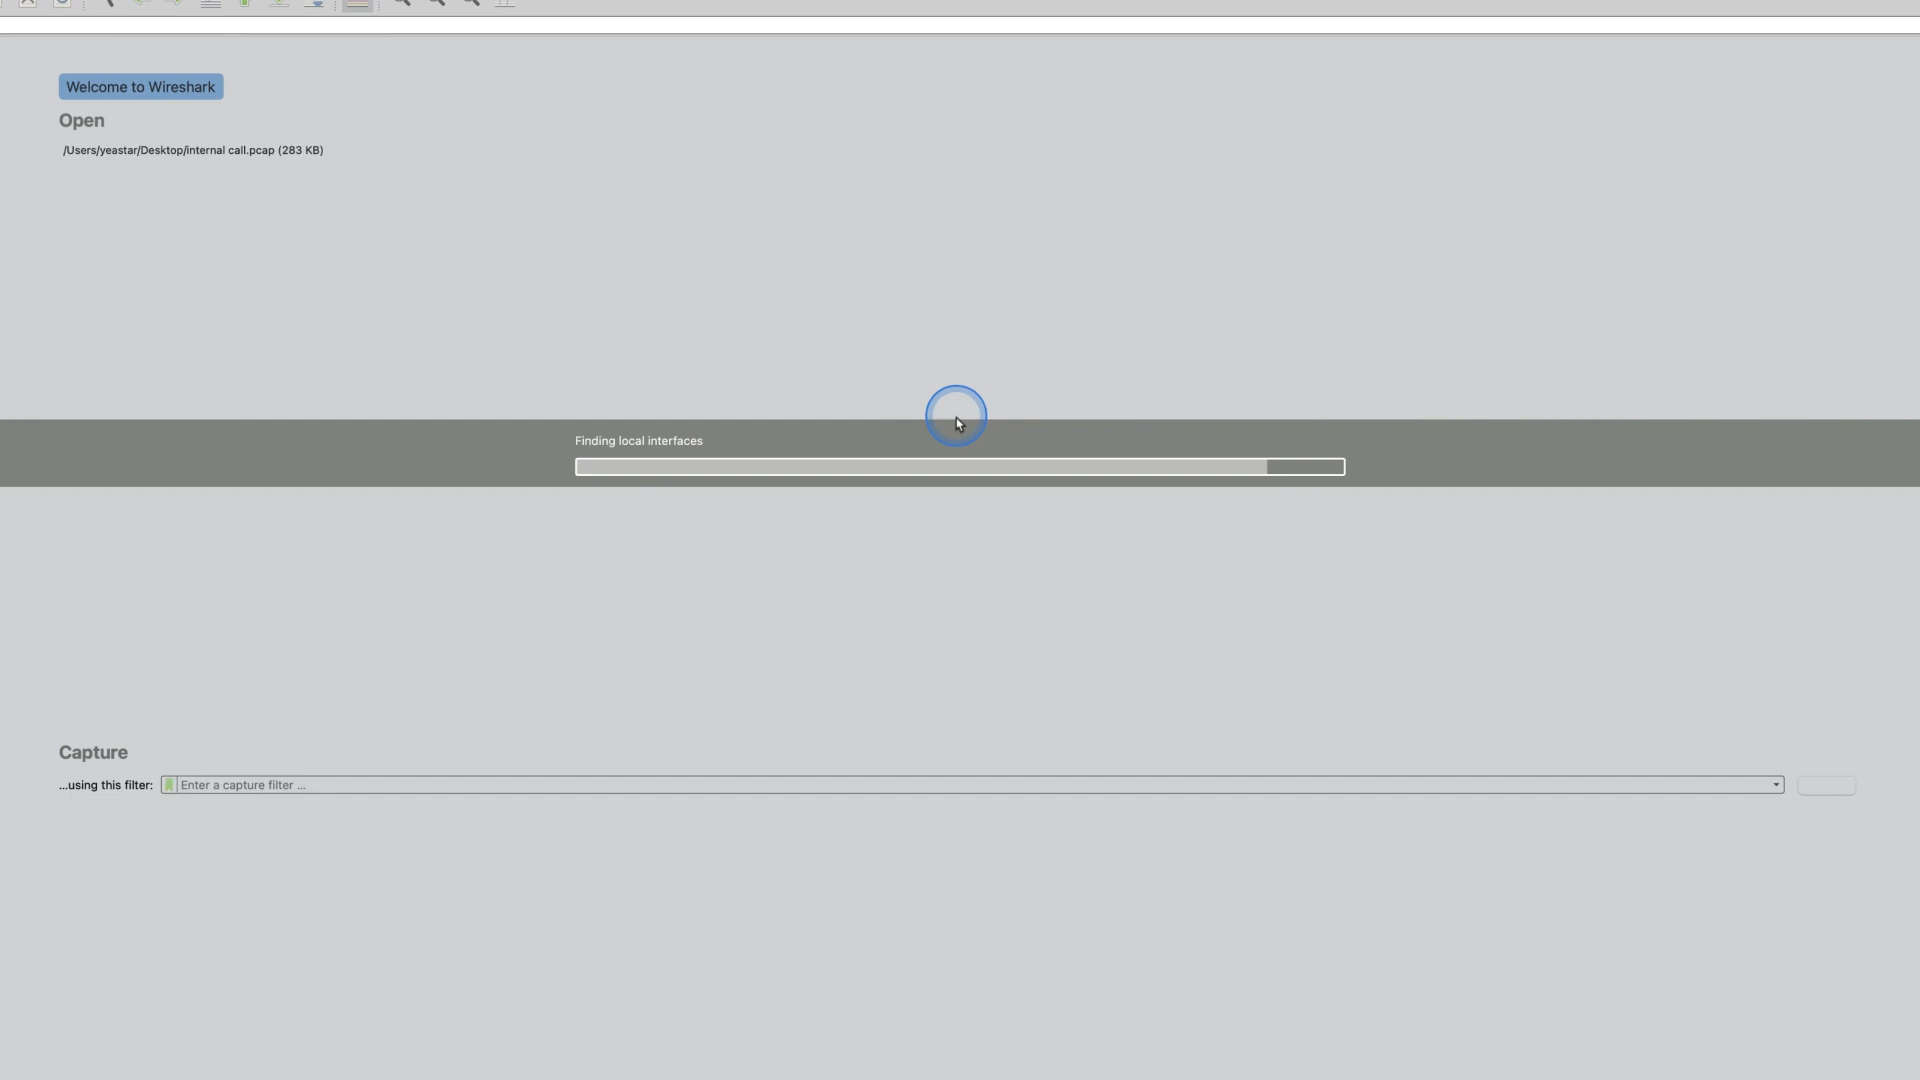 Welcome to Wireshark
Open
/Users/yeastar/Desktop/internal call.pcap (283 KB)
Finding local interfaces
Capture
...using this filter:
Enter a capture filter ...